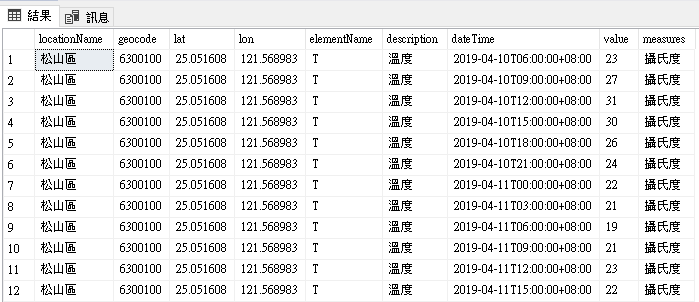 結果 訊息
locationName geocode lat lon elementName description dateTime value measures
1 松山區 6300100 25.051608 121.568983 T 溫度 2019-04-10T06:00:00+08:00 23 攝氏度
2 松山區 6300100 25.051608 121.568983 T 溫度 2019-04-10T09:00:00+08:00 27 攝氏度
3 松山區 6300100 25.051608 121.568983 T 溫度 2019-04-10T12:00:00+08:00 31 攝氏度
4 松山區 6300100 25.051608 121.568983 T 溫度 2019-04-10T15:00:00+08:00 30 攝氏度
5 松山區 6300100 25.051608 121.568983 T 溫度 2019-04-10T18:00:00+08:00 26 攝氏度
6 松山區 6300100 25.051608 121.568983 T 溫度 2019-04-10T21:00:00+08:00 24 攝氏度
7 松山區 6300100 25.051608 121.568983 T 溫度 2019-04-11T00:00:00+08:00 22 攝氏度
8 松山區 6300100 25.051608 121.568983 T 溫度 2019-04-11T03:00:00+08:00 21 攝氏度
9 松山區 6300100 25.051608 121.568983 T 溫度 2019-04-11T06:00:00+08:00 19 攝氏度
10 松山區 6300100 25.051608 121.568983 T 溫度 2019-04-11T09:00:00+08:00 21 攝氏度
11 松山區 6300100 25.051608 121.568983 T 溫度 2019-04-11T12:00:00+08:00 23 攝氏度
12 松山區 6300100 25.051608 121.568983 T 溫度 2019-04-11T15:00:00+08:00 22 攝氏度